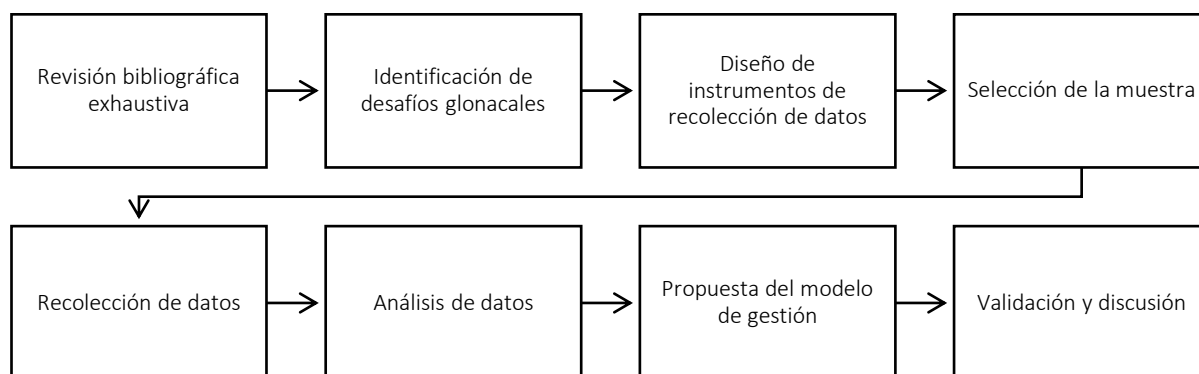 Revisión bibliográfica
exhaustiva
Identificación de
desafíos glonacales
Diseño de
instrumentos de
recolección de datos
Selección de la muestra
Recolección de datos
Análisis de datos
Propuesta del modelo
de gestión
Validación y discusión